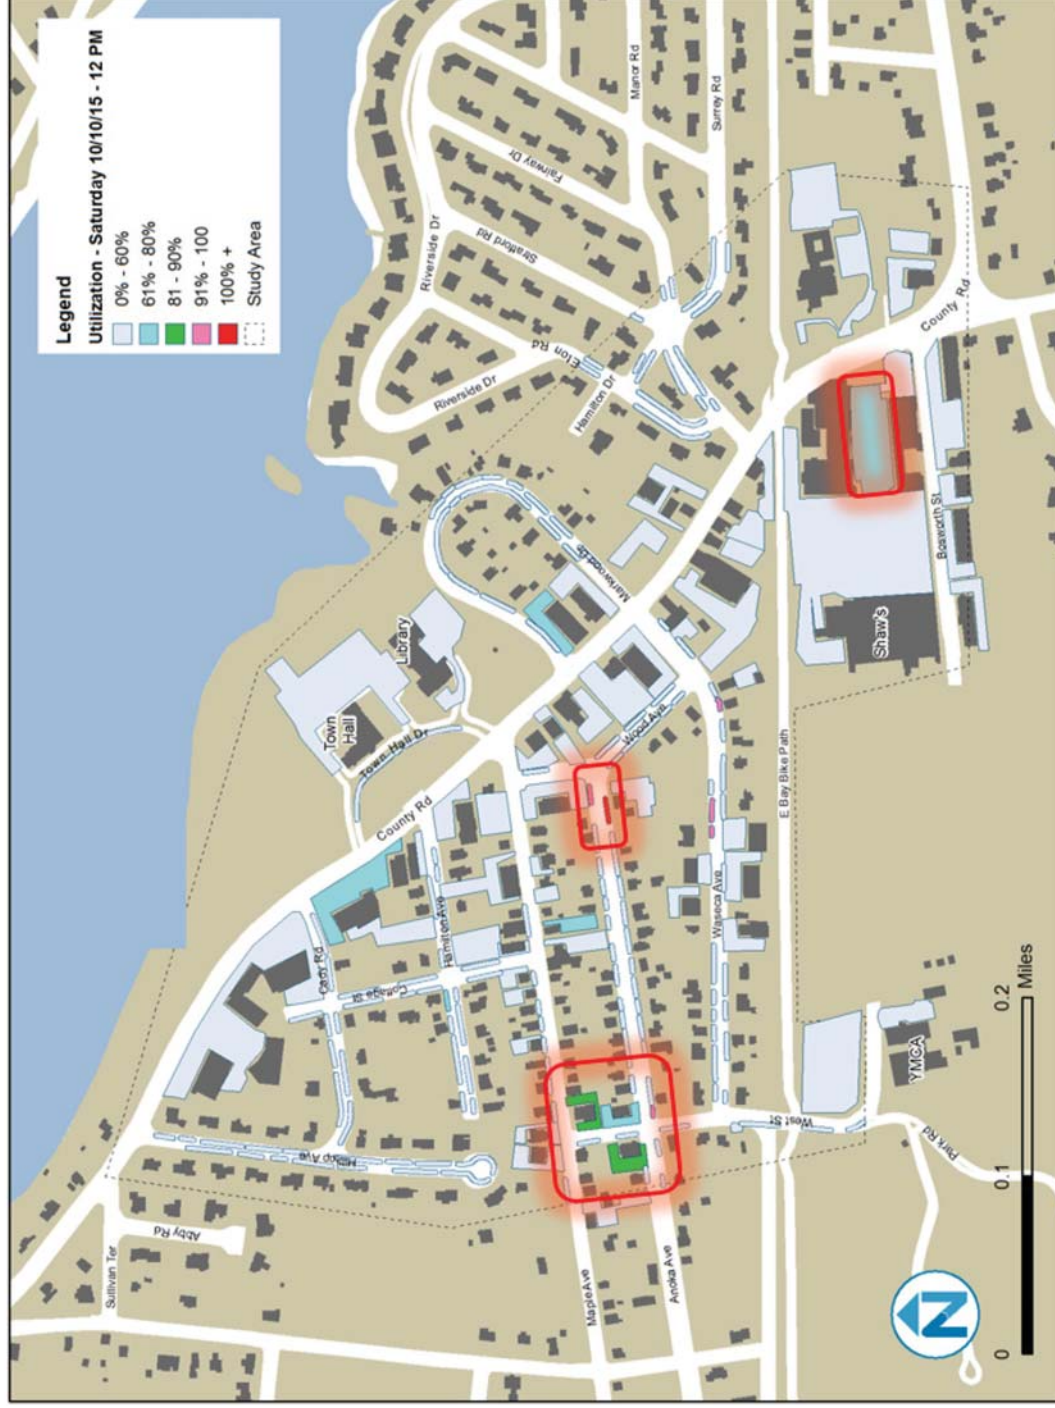 Legend
Utilization - Saturday 10/10/15 - 12 PM
0% - 60%
61% - 80%
81 - 90%
91% - 100
100% +
Study Area
Manor Rd
Surrey Rd
Fairway Dr
Stratford Rd
Riverside Dr
Elton Rd
Riverside Dr
Hamilton Dr
County Rd
Bosworth St
Markwood Dr
Shaw's
Library
Town
Hall
Town Hall Dr
Wood Ave
E Bay Bike Path
County Rd
Waseca Ave
Hamilton Ave
Cady Rd
Cottage St
YMCA
West St
Park Rd
Abby Rd
Sullivan Ter
Maple Ave
Anoka Ave
N
0
0.1
0.2
Miles